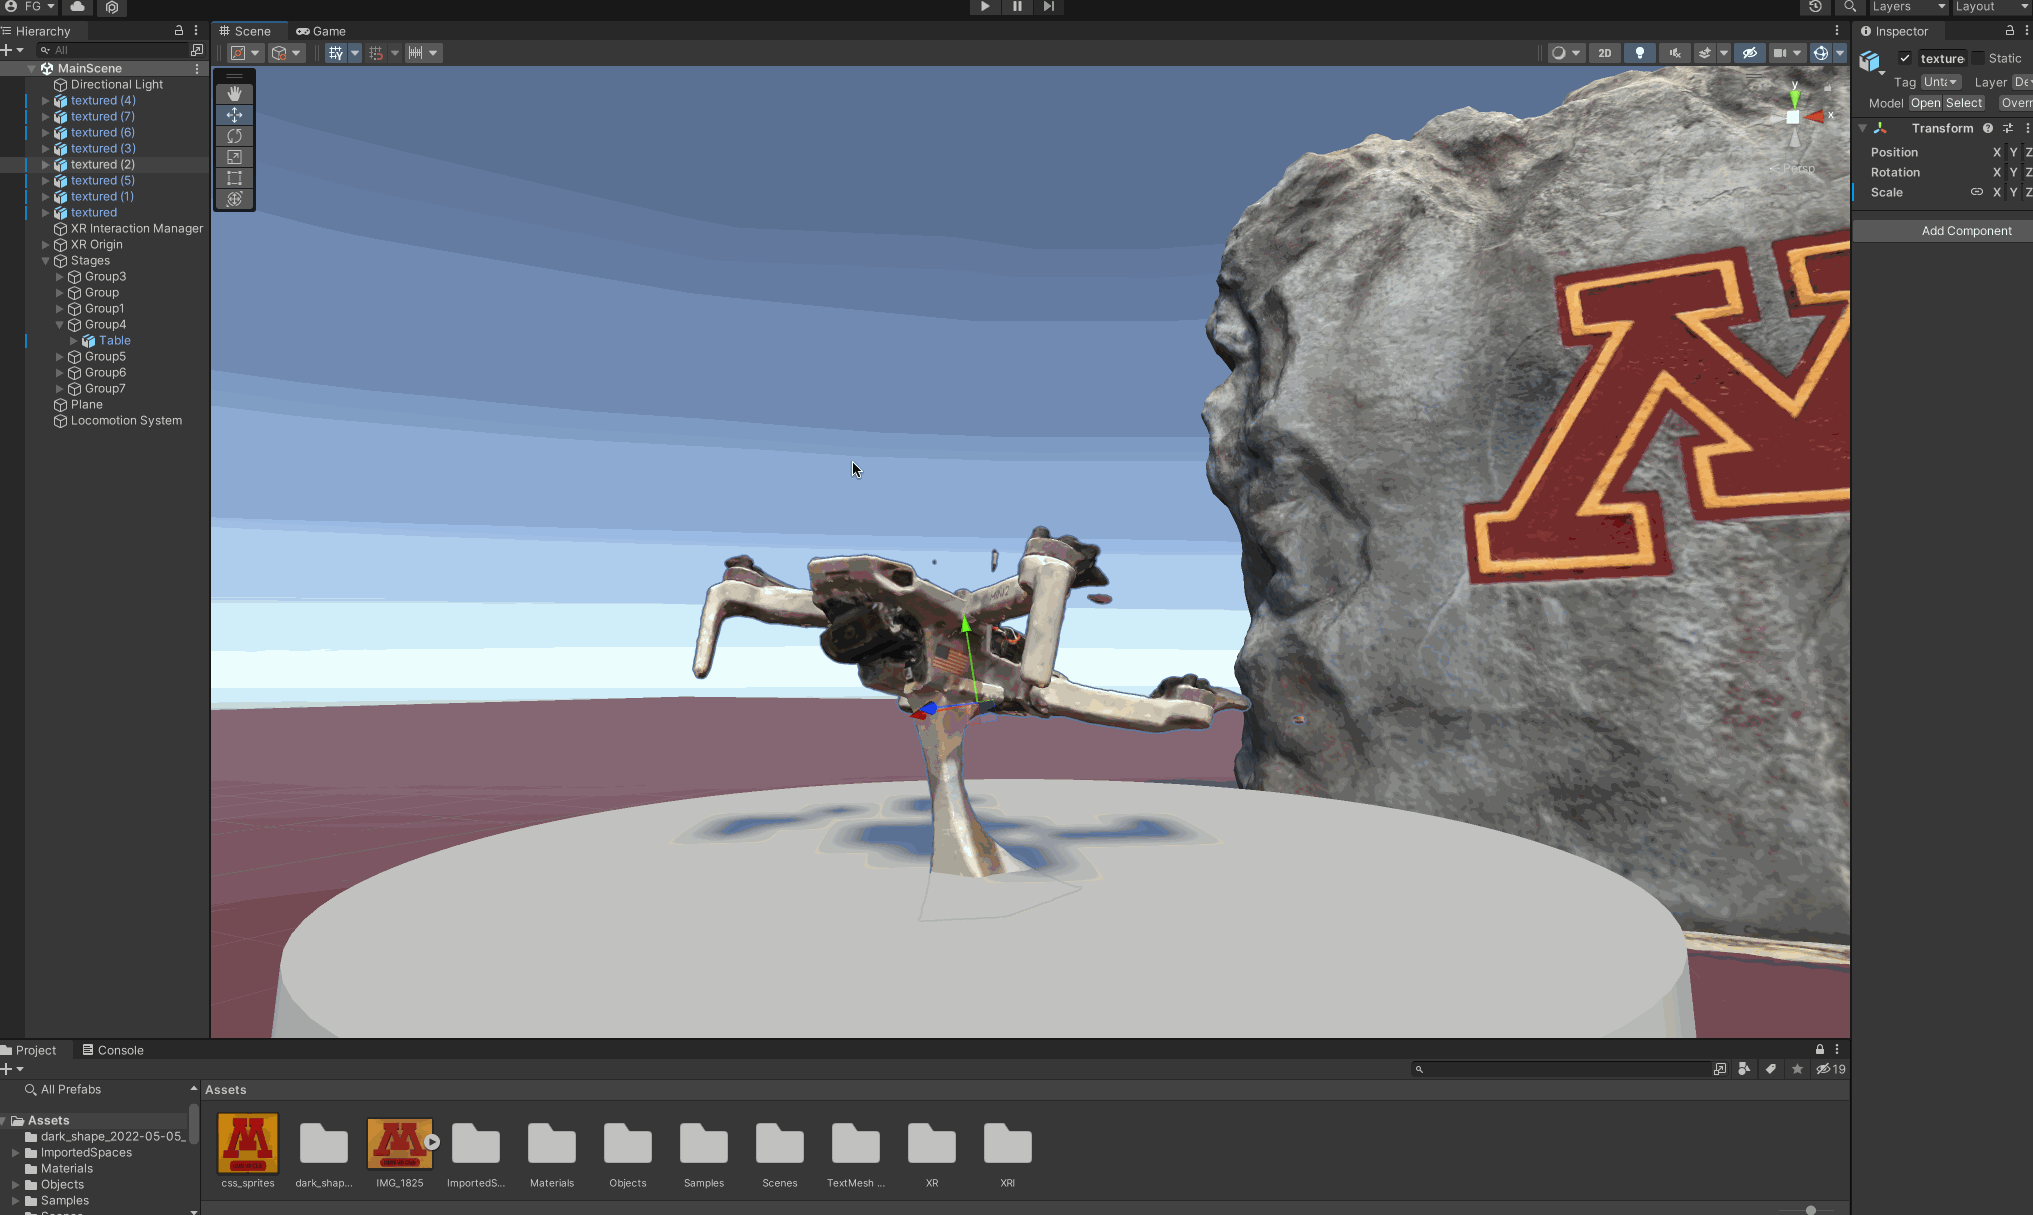 FG
Layers
Layout
Hierarchy
Scene
Game
Inspector
All
2D
MainScene
Directional Light
textured (4)
textured (7)
textured (6)
textured (3)
textured (2)
textured (5)
textured (1)
textured
XR Interaction Manager
XR Origin
Stages
Group3
Group
Group1
Group4
Table
Group5
Group6
Group7
Plane
Locomotion System
y
x
Persp
M
texture
Static
Tag
Layer
Model
Open
Select
Transform
Position X Y Z
Rotation X Y Z
Scale X Y Z
Add Component
Project
Console
19
All Prefabs
Assets
dark_shape_2022-05-05_
ImportedSpaces
Materials
Objects
Samples
Assets
css_sprites
dark_shap...
IMG_1825
ImportedS...
Materials
Objects
Samples
Scenes
TextMesh ...
XR
XRI